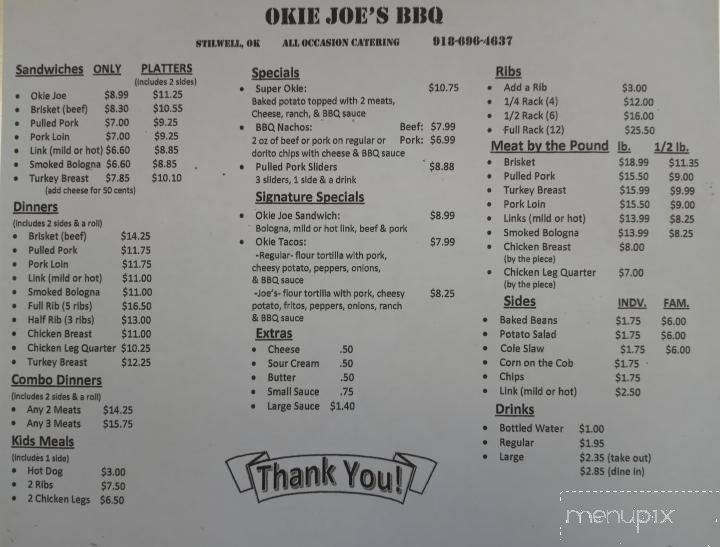 OKIE JOE'S BBQ
STILWELL, OK ALL OCCASION CATERING 918-696-4637
Sandwiches ONLY PLATTERS
(includes 2 sides)
• Okie Joe $8.99 $11.25
• Brisket (beef) $8.30 $10.55
• Pulled Pork $7.00 $9.25
• Pork Loin $7.00 $9.25
• Link (mild or hot) $6.60 $8.85
• Smoked Bologna $6.60 $8.85
• Turkey Breast $7.85 $10.10
(add cheese for 50 cents)
Dinners
(includes 2 sides & a roll)
• Brisket (beef) $14.25
• Pulled Pork $11.75
• Pork Loin $11.75
• Link (mild or hot) $11.00
• Smoked Bologna $11.00
• Full Rib (5 ribs) $16.50
• Half Rib (3 ribs) $13.00
• Chicken Breast $11.00
• Chicken Leg Quarter $10.25
• Turkey Breast $12.25
Combo Dinners
(includes 2 sides & a roll)
• Any 2 Meats $14.25
• Any 3 Meats $15.75
Kids Meals
(includes 1 side)
• Hot Dog $3.00
• 2 Ribs $7.50
• 2 Chicken Legs $6.50
Specials
• Super Okie: $10.75
Baked potato topped with 2 meats,
Cheese, ranch, & BBQ sauce
• BBQ Nachos: Beef: $7.99
2 oz of beef or pork on regular or Pork: $6.99
dorito chips with cheese & BBQ sauce
• Pulled Pork Sliders $8.88
3 sliders, 1 side & a drink
Signature Specials
• Okie Joe Sandwich: $8.99
Bologna, mild or hot link, beef & pork
• Okie Tacos: $7.99
-Regular- flour tortilla with pork,
cheesy potato, peppers, onions,
& BBQ sauce
-Joe's- flour tortilla with pork, cheesy $8.25
potato, fritos, peppers, onions, ranch
& BBQ sauce
Extras
• Cheese .50
• Sour Cream .50
• Butter .50
• Small Sauce .75
• Large Sauce $1.40
Thank You!
Ribs
• Add a Rib $3.00
• 1/4 Rack (4) $12.00
• 1/2 Rack (6) $16.00
• Full Rack (12) $25.50
Meat by the Pound lb. 1/2 lb.
• Brisket $18.99 $11.35
• Pulled Pork $15.50 $9.00
• Turkey Breast $15.99 $9.99
• Pork Loin $15.50 $9.00
• Links (mild or hot) $13.99 $8.25
• Smoked Bologna $13.99 $8.25
• Chicken Breast $8.00
(by the piece)
• Chicken Leg Quarter $7.00
(by the piece)
Sides INDV. FAM.
• Baked Beans $1.75 $6.00
• Potato Salad $1.75 $6.00
• Cole Slaw $1.75 $6.00
• Corn on the Cob $1.75
• Chips $1.75
• Link (mild or hot) $2.50
Drinks
• Bottled Water $1.00
• Regular $1.95
• Large $2.35 (take out)
$2.85 (dine in)
menupix